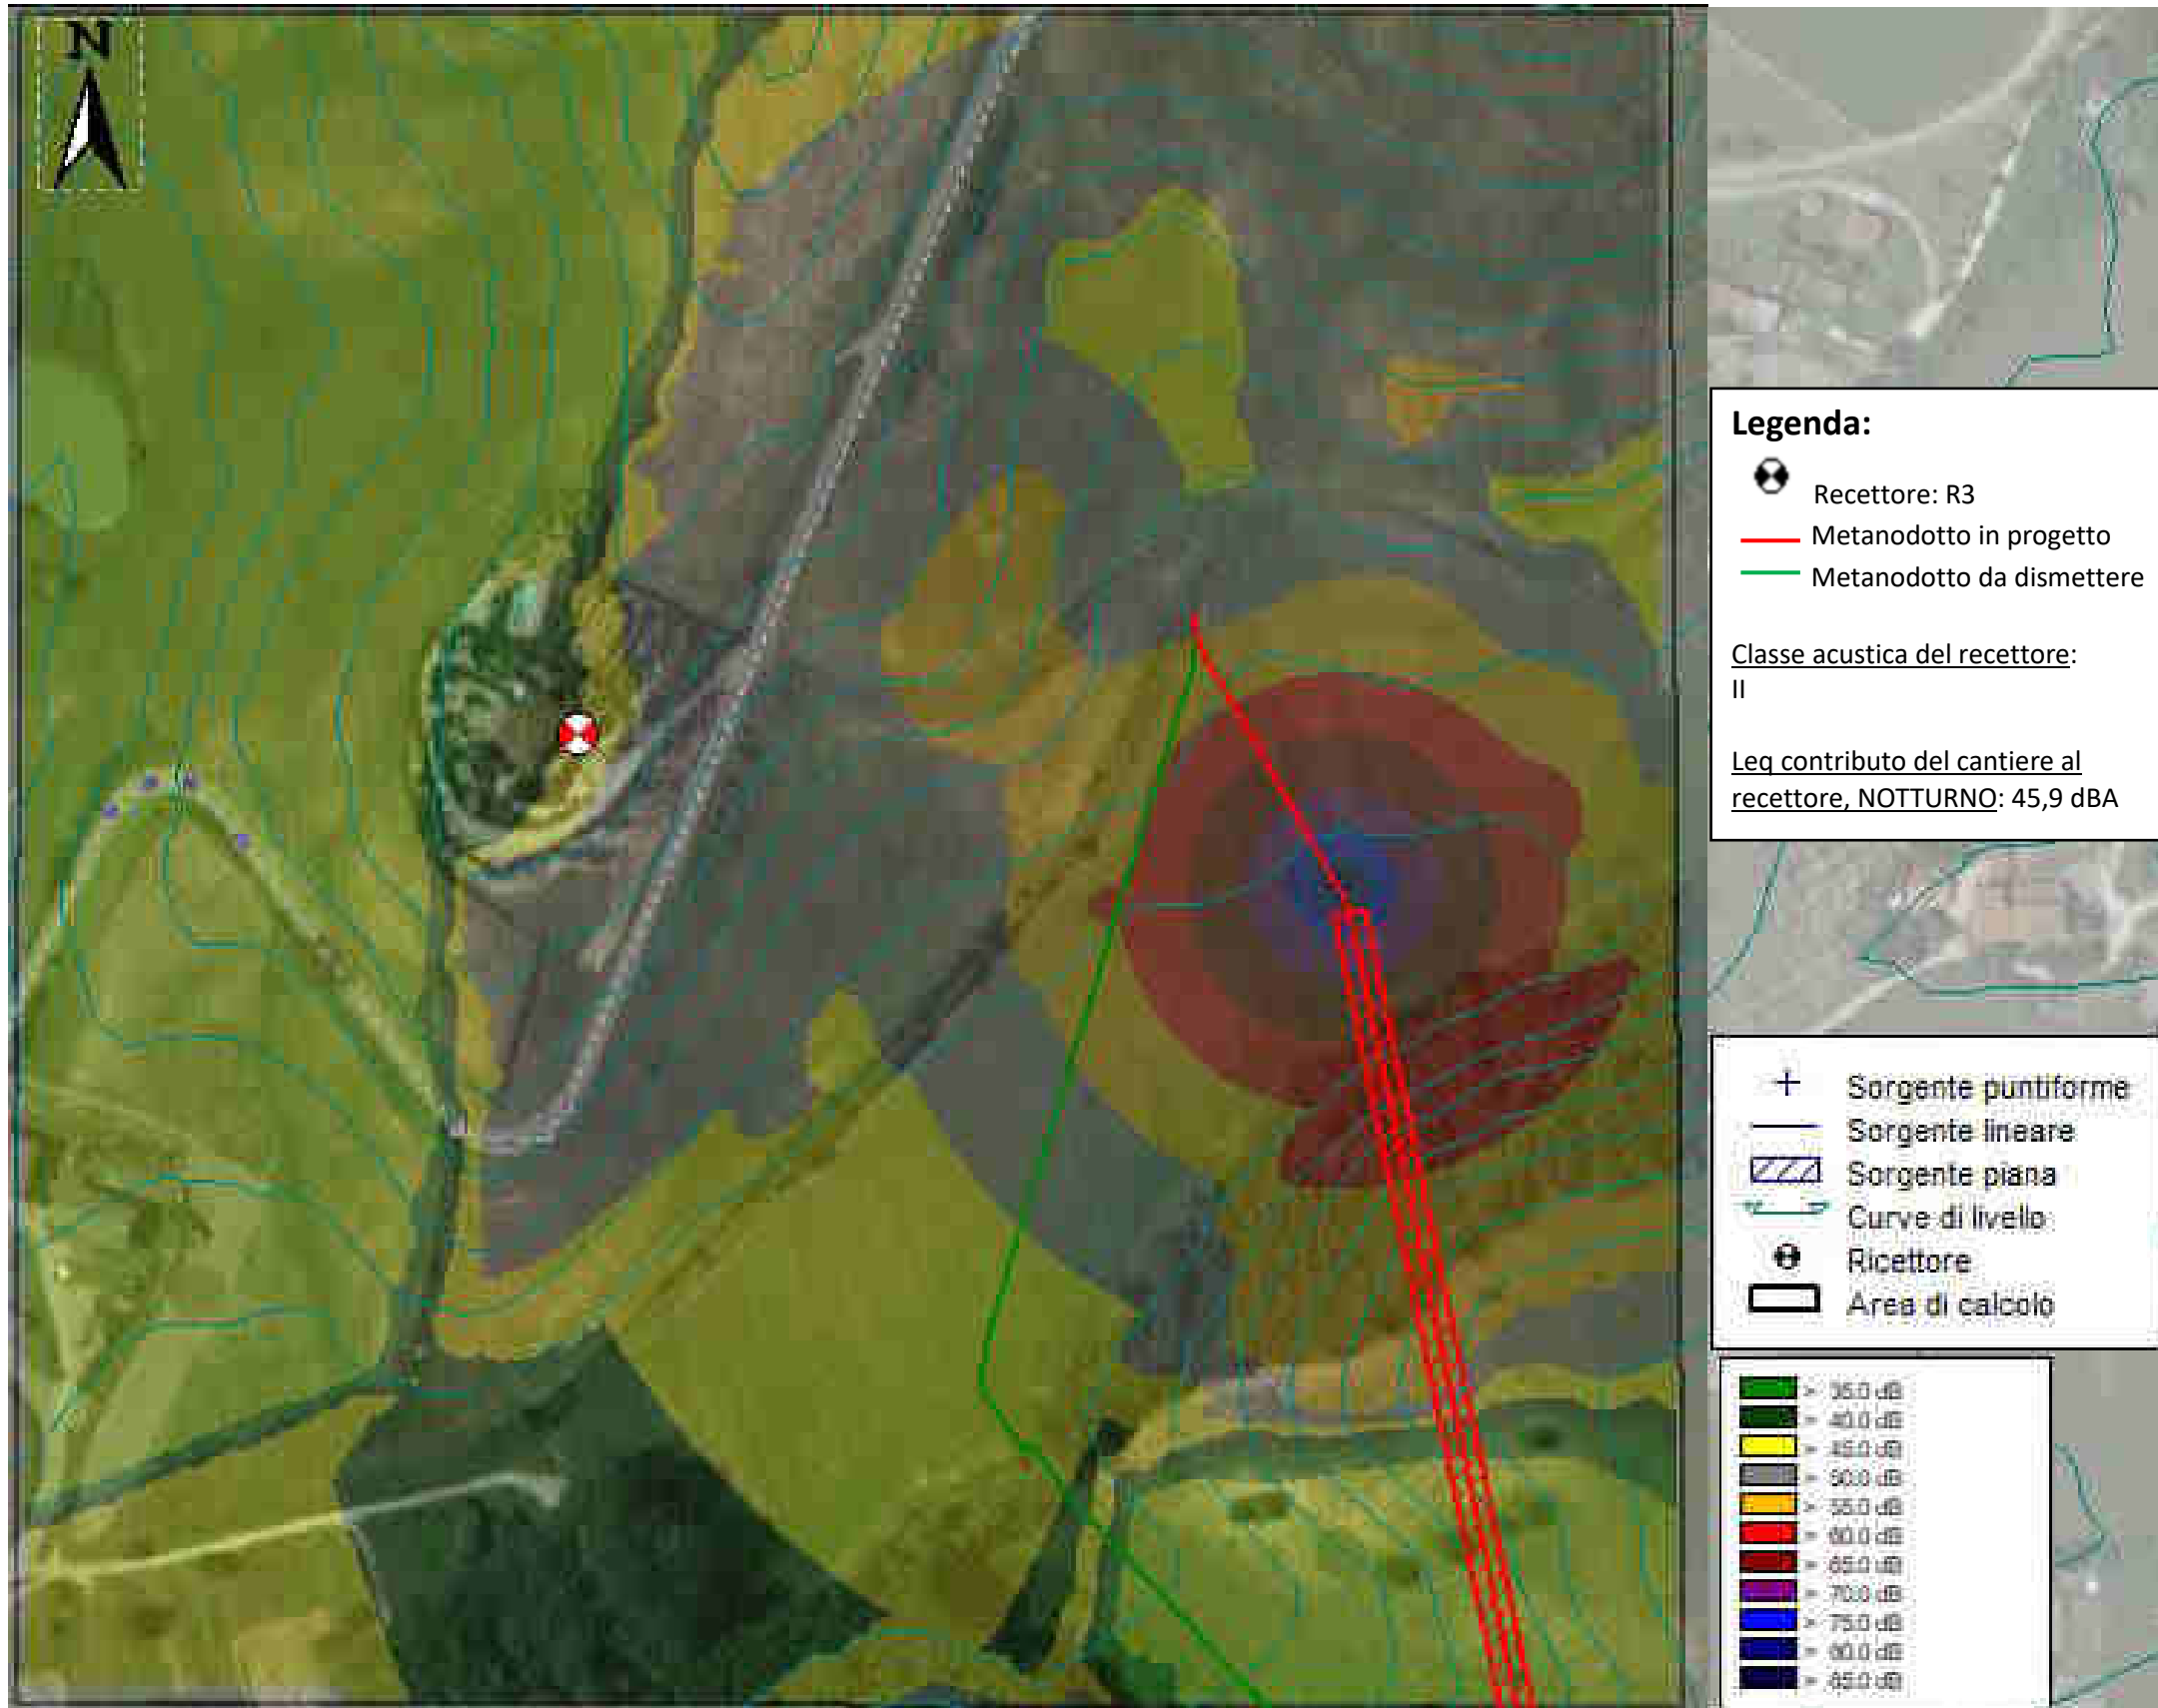 N
Legenda:
Recettore: R3
Metanodotto in progetto
Metanodotto da dismettere
Classe acustica del recettore:
II
Leq contributo del cantiere al
recettore, NOTTURNO: 45,9 dBA
Sorgente puntiforme
Sorgente lineare
Sorgente piana
Curve di livello
Ricettore
Area di calcolo
> 35.0 dB
> 40.0 dB
> 45.0 dB
> 50.0 dB
> 55.0 dB
> 60.0 dB
> 65.0 dB
> 70.0 dB
> 75.0 dB
> 80.0 dB
> 85.0 dB